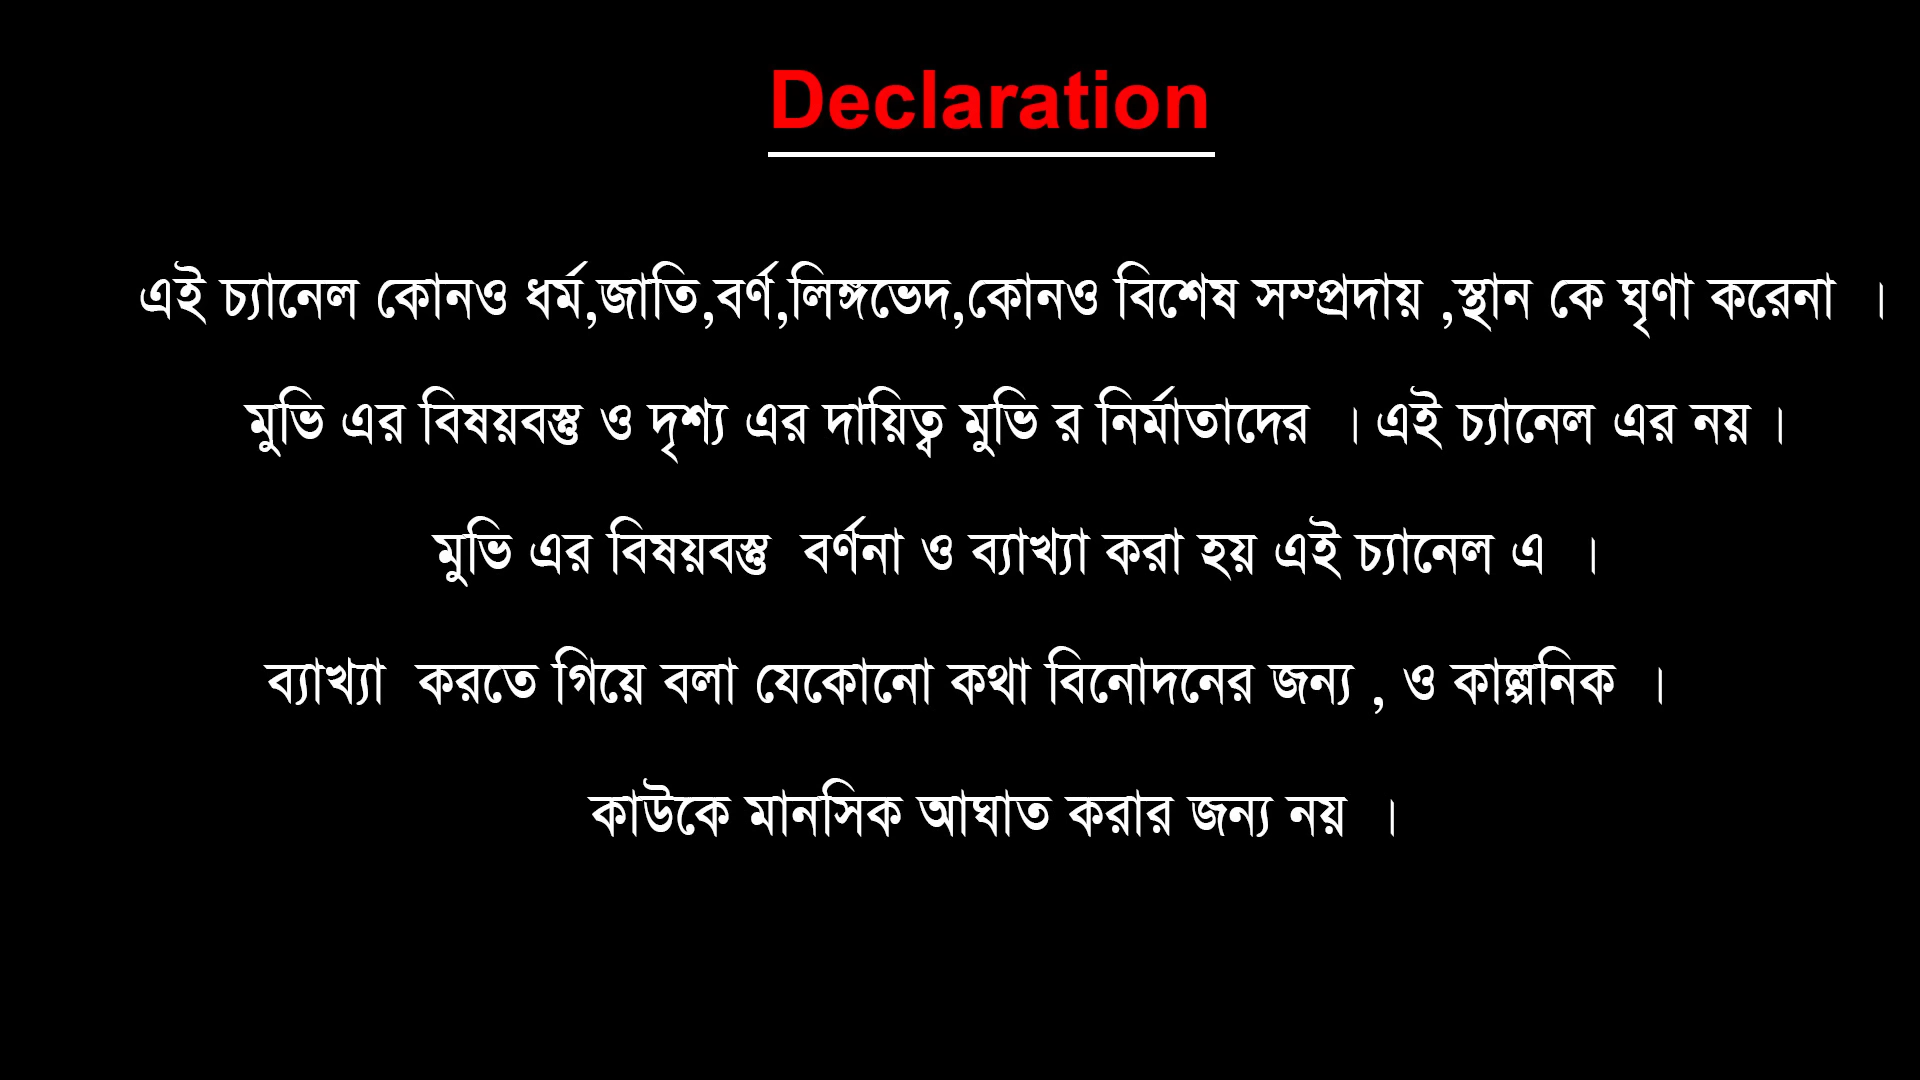 Declaration
এই চ্যানেল কোনও ধর্ম,জাতি,বর্ণ,লিঙ্গভেদ,কোনও বিশেষ সম্প্রদায় ,স্থান কে ঘৃণা করেনা ।
মুভি এর বিষয়বস্তু ও দৃশ্য এর দায়িত্ব মুভি র নির্মাতাদের । এই চ্যানেল এর নয় ।
মুভি এর বিষয়বস্তু বর্ণনা ও ব্যাখ্যা করা হয় এই চ্যানেল এ ।
ব্যাখ্যা করতে গিয়ে বলা যেকোনো কথা বিনোদনের জন্য , ও কাল্পনিক ।
কাউকে মানসিক আঘাত করার জন্য নয় ।